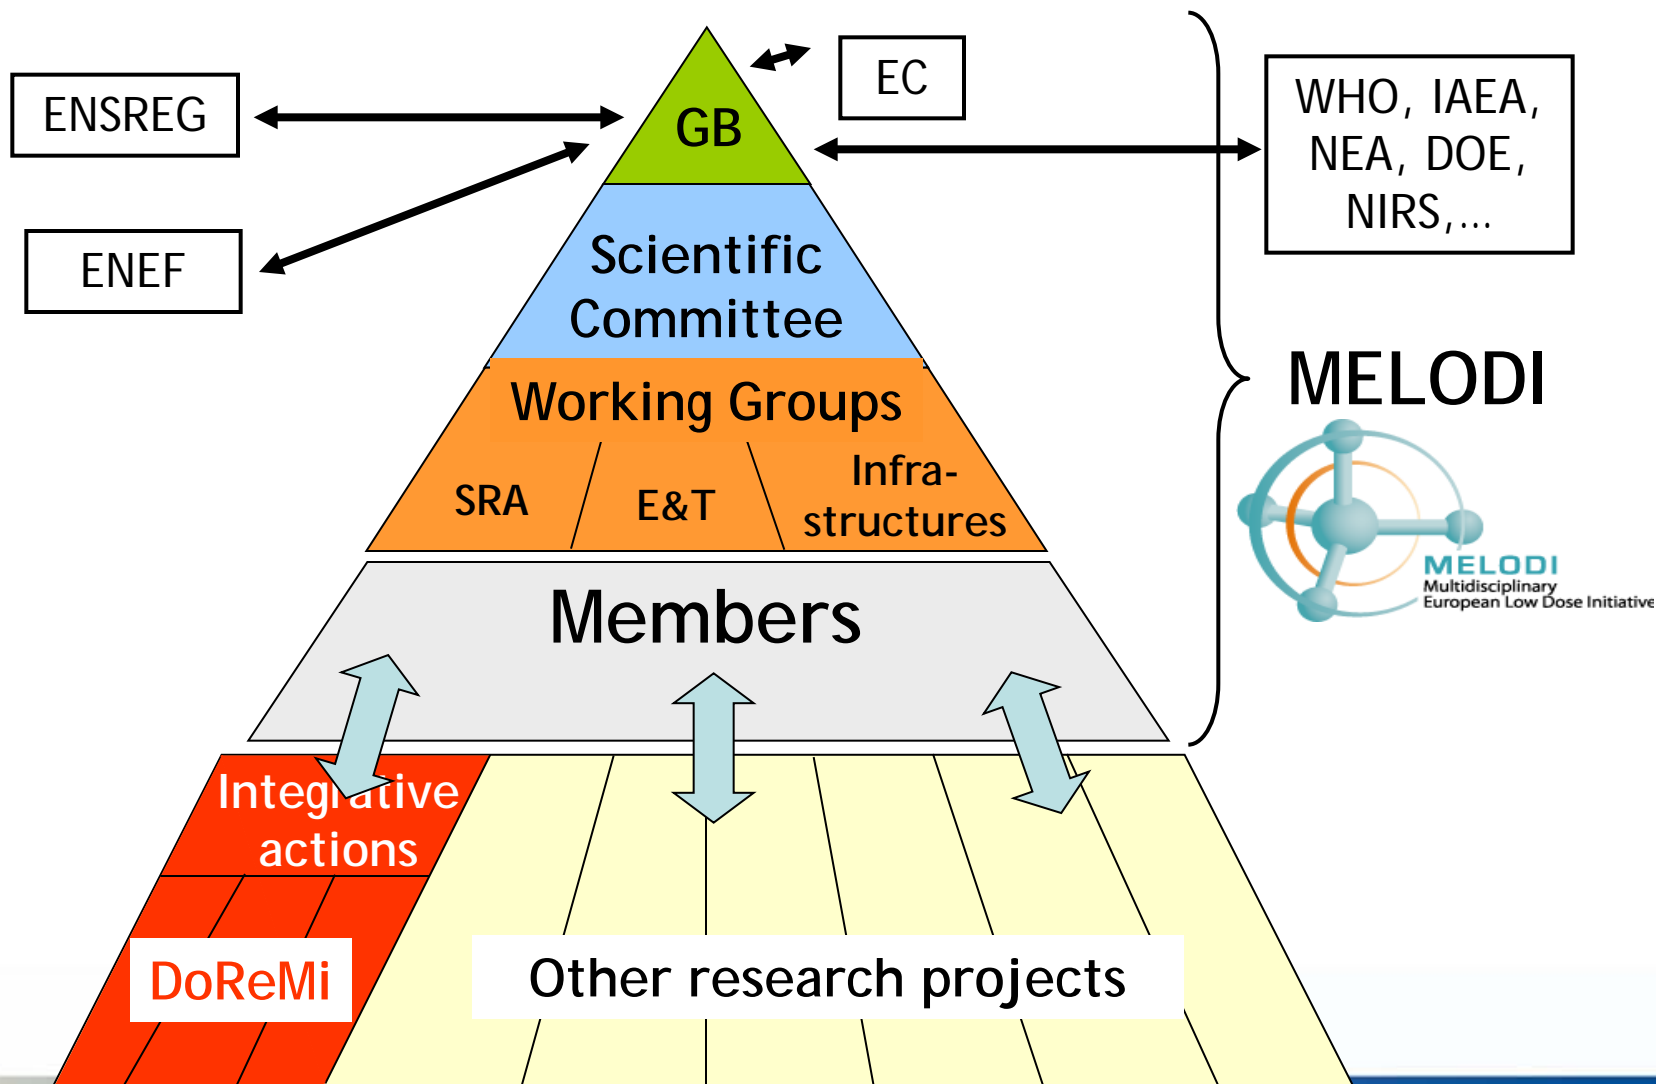 ENSREG
ENEF
EC
GB
WHO, IAEA,
NEA, DOE,
NIRS,...
Scientific
Committee
Working Groups
SRA
E&T
Infra-
structures
Members
MELODI
MELODI
Multidisciplinary
European Low Dose Initiative
Integrative
actions
DoReMi
Other research projects